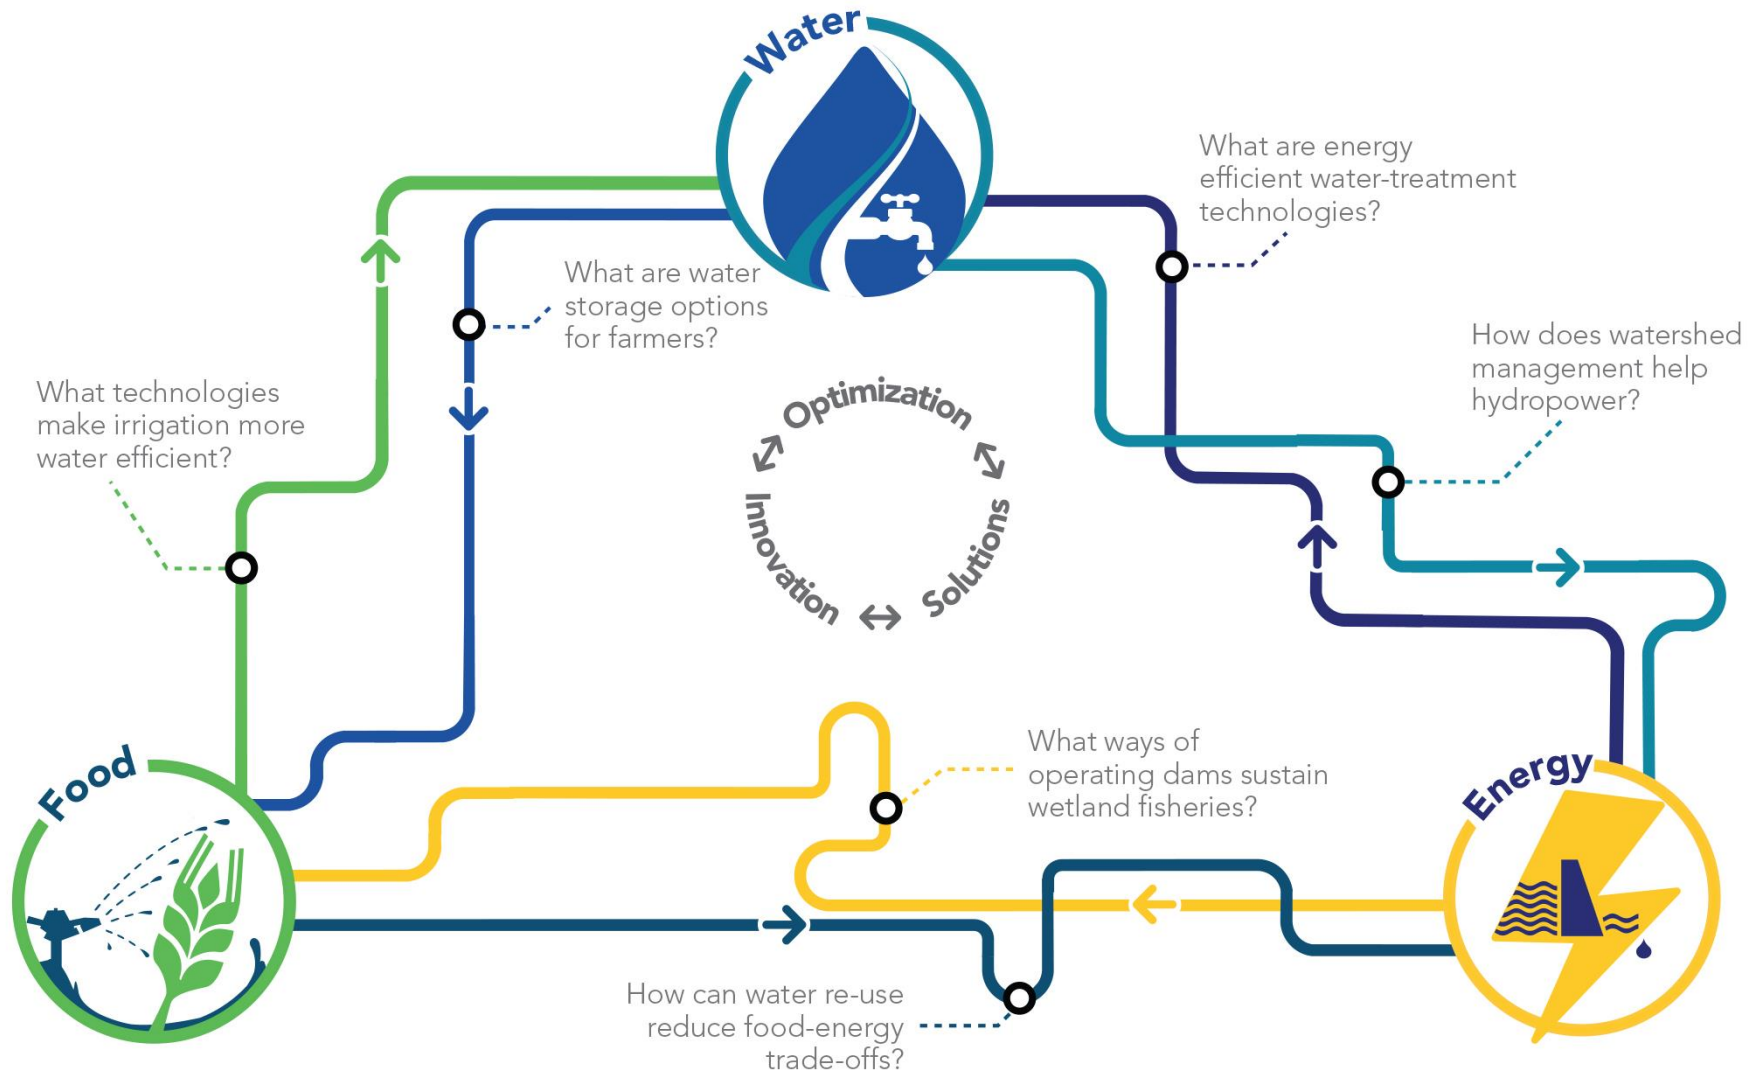 Water
What are energy
efficient water-treatment
technologies?
What are water
storage options
for farmers?
How does watershed
management help
hydropower?
What technologies
make irrigation more
water efficient?
Optimization
Innovation
Solutions
What ways of
operating dams sustain
wetland fisheries?
Food
Energy
How can water re-use
reduce food-energy
trade-offs?